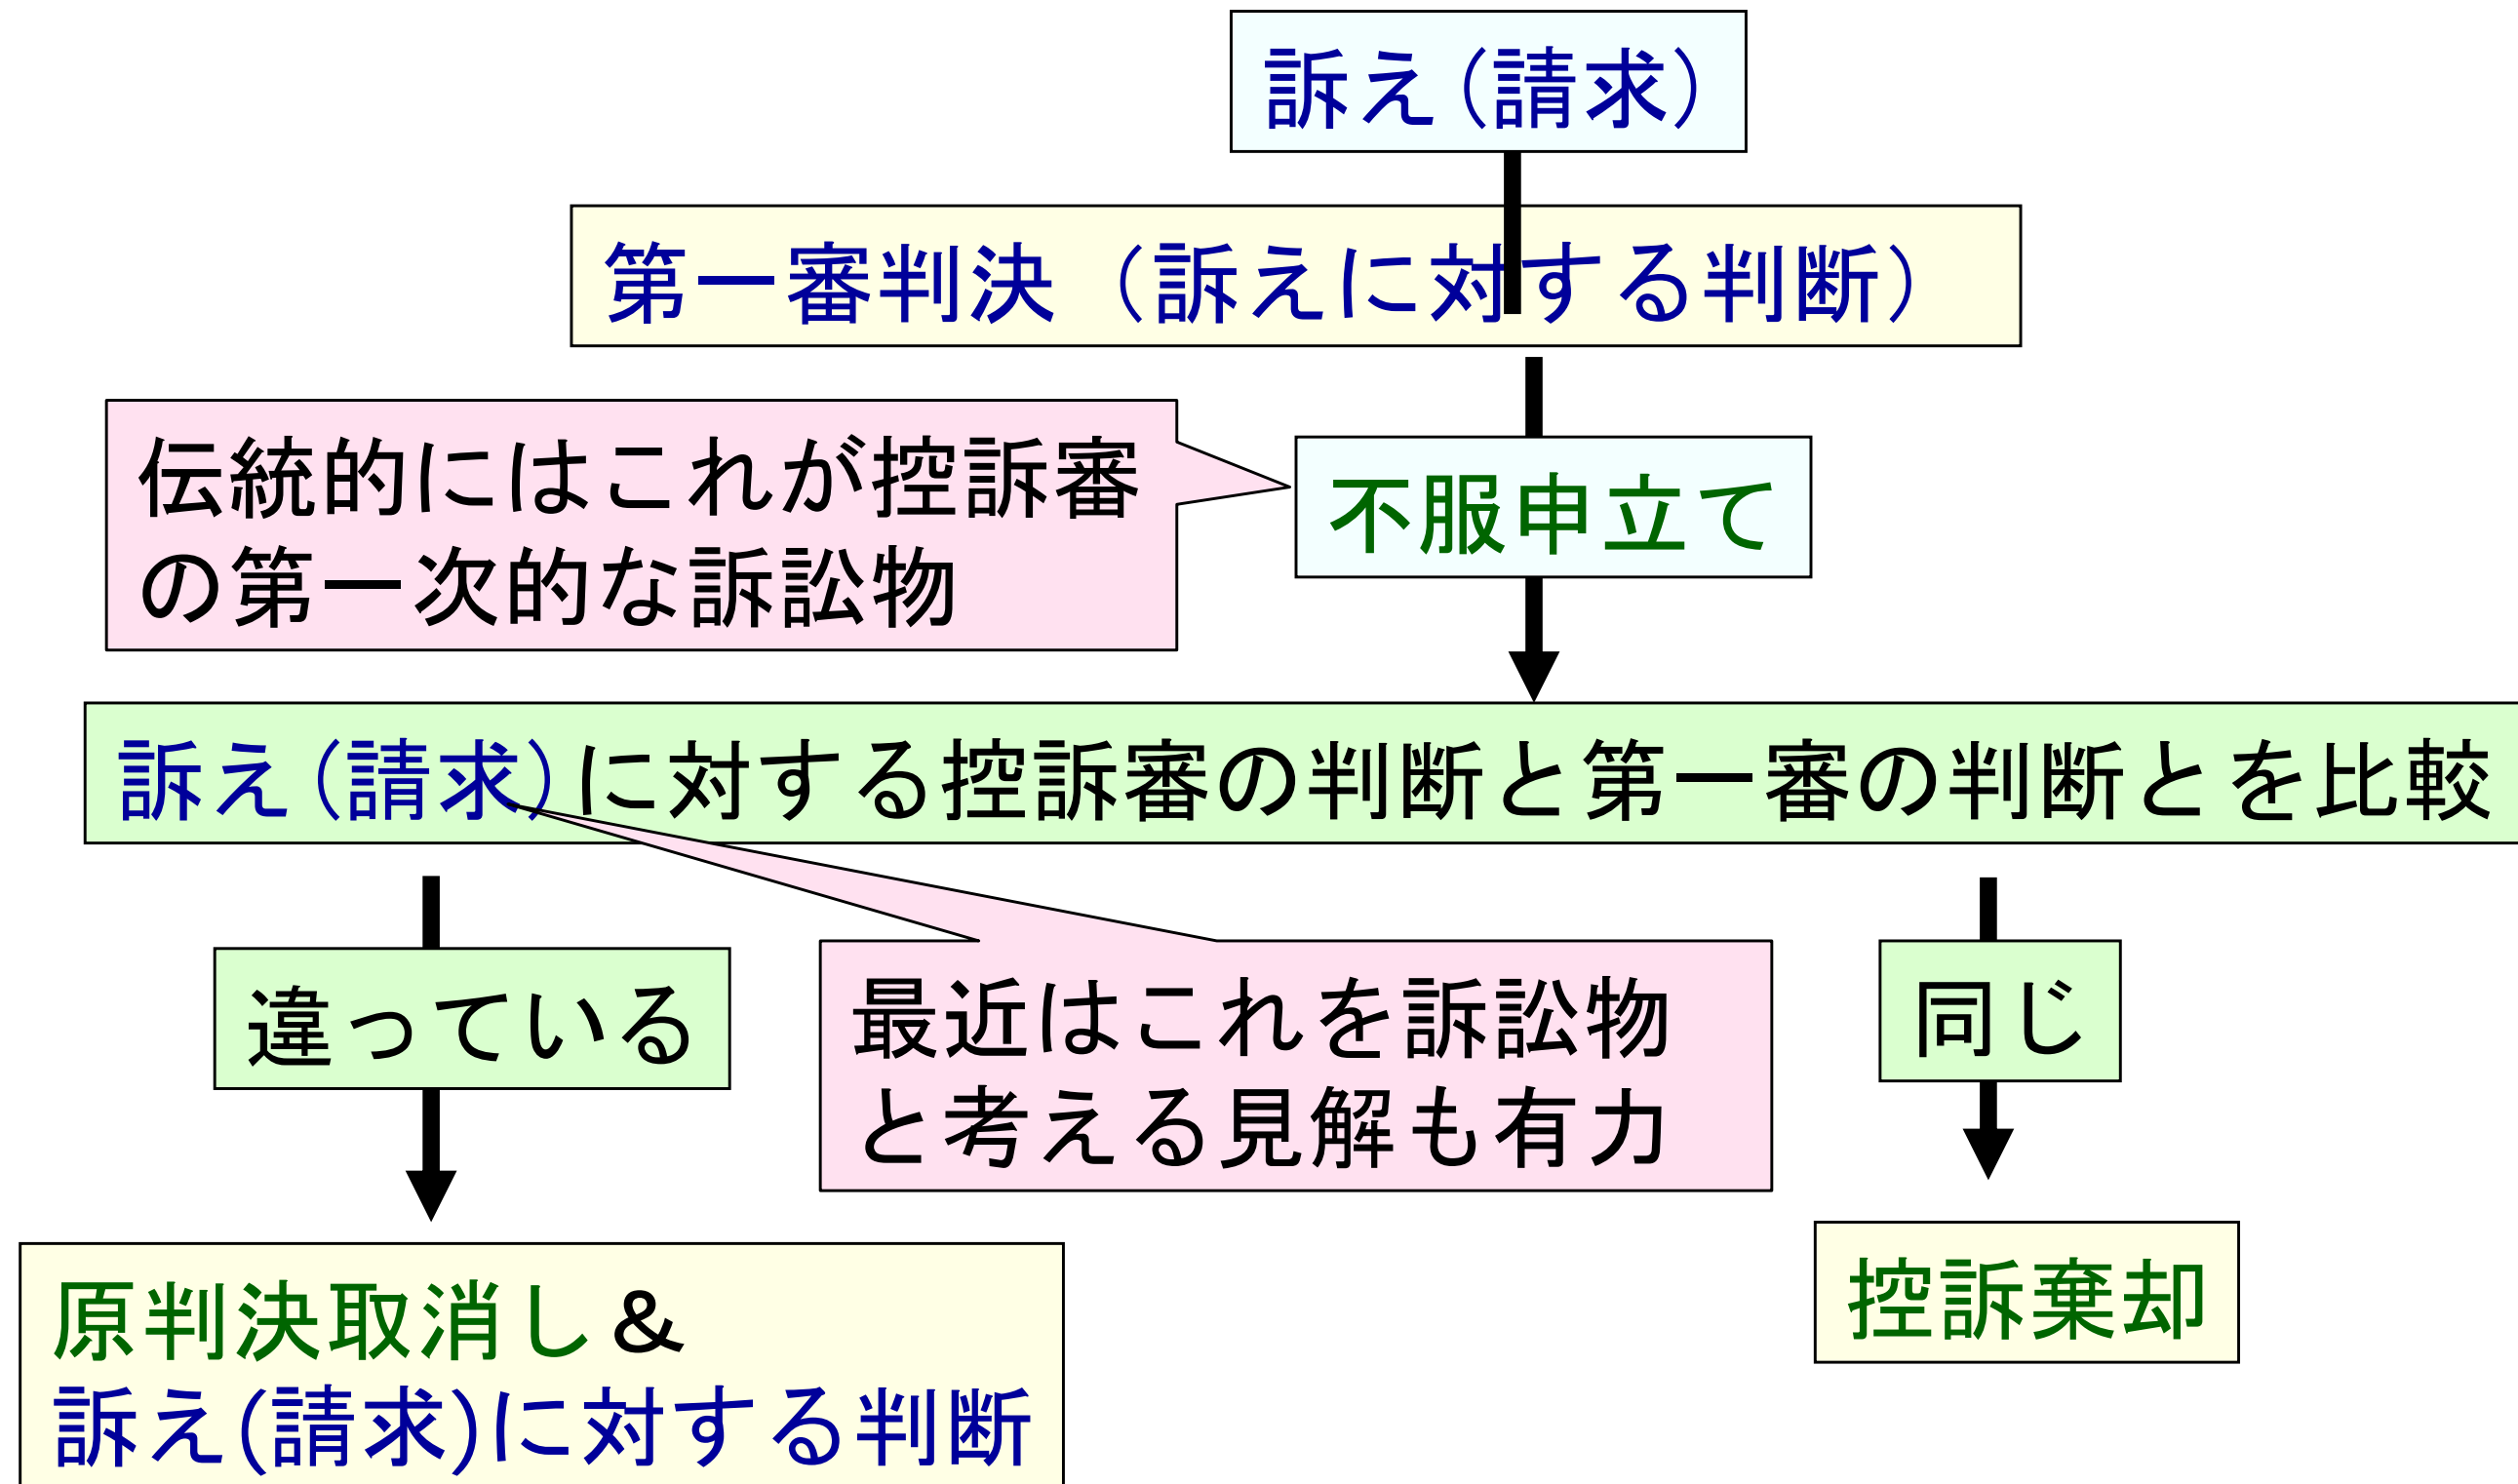 訴え(請求)
第一審判決（訴えに対する判断）
伝統的にはこれが控訴審
の第一次的な訴訟物
不服申立て
訴え(請求)に対する控訴審の判断と第一審の判断とを比較
違っている
最近はこれを訴訟物
と考える見解も有力
同じ
原判決取消し&
訴え(請求)に対する判断
控訴棄却